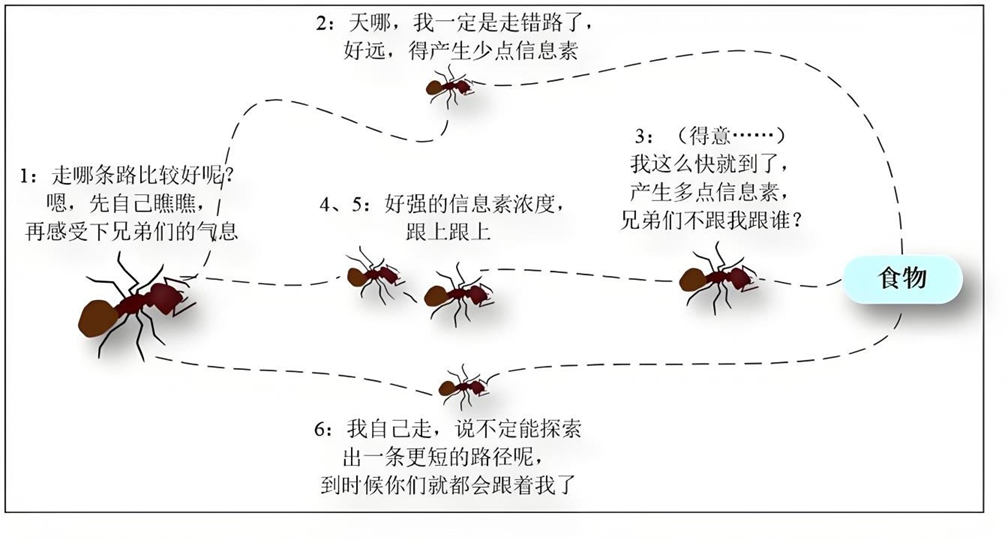 2：天哪，我一定是走错路了，
好远，得产生少点信息素
1：走哪条路比较好呢？
嗯，先自己瞧瞧，
再感受下兄弟们的气息
4、5：好强的信息素浓度，
跟上跟上
3：（得意……）
我这么快就到了，
产生多点信息素，
兄弟们不跟我跟谁？
食物
6：我自己走，说不定能探索
出一条更短的路径呢，
到时候你们就都会跟着我了